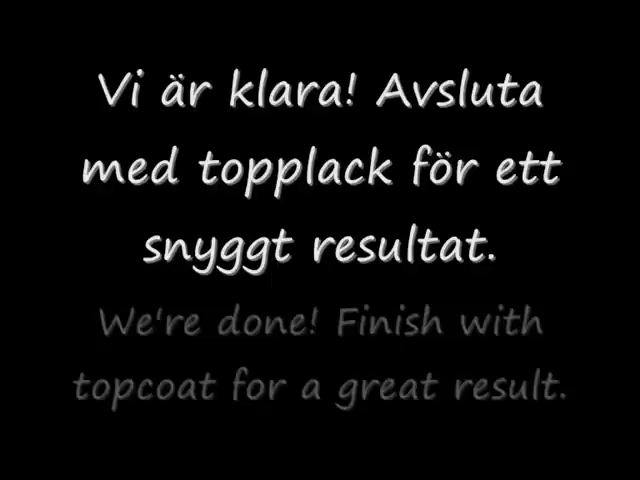 Vi är klara! Avsluta
med topplack för ett
snyggt resultat.
We're done! Finish with
topcoat for a great result.